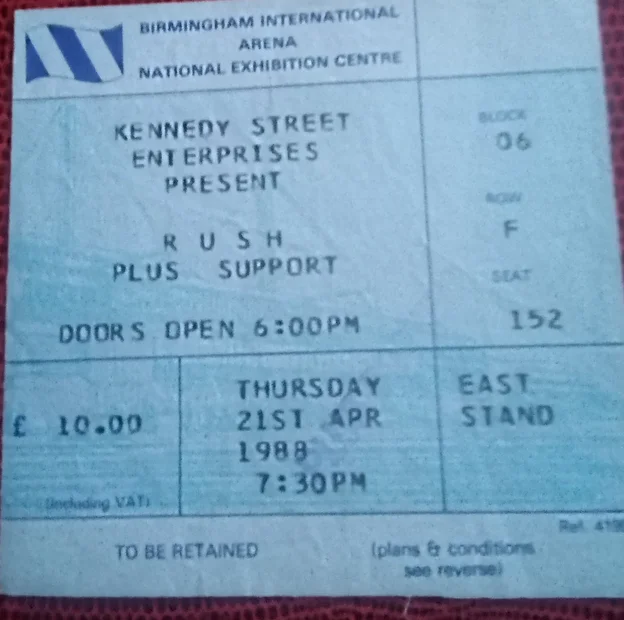 BIRMINGHAM INTERNATIONAL
ARENA
NATIONAL EXHIBITION CENTRE
KENNEDY STREET
ENTERPRISES
PRESENT
R U S H
PLUS SUPPORT
DOORS OPEN 6:00PM
BLOCK
06
ROW
F
SEAT
152
£ 10.00
(including VAT)
THURSDAY
21ST APR
1988
7:30PM
EAST
STAND
Ref.
TO BE RETAINED
(plans & conditions
see reverse)